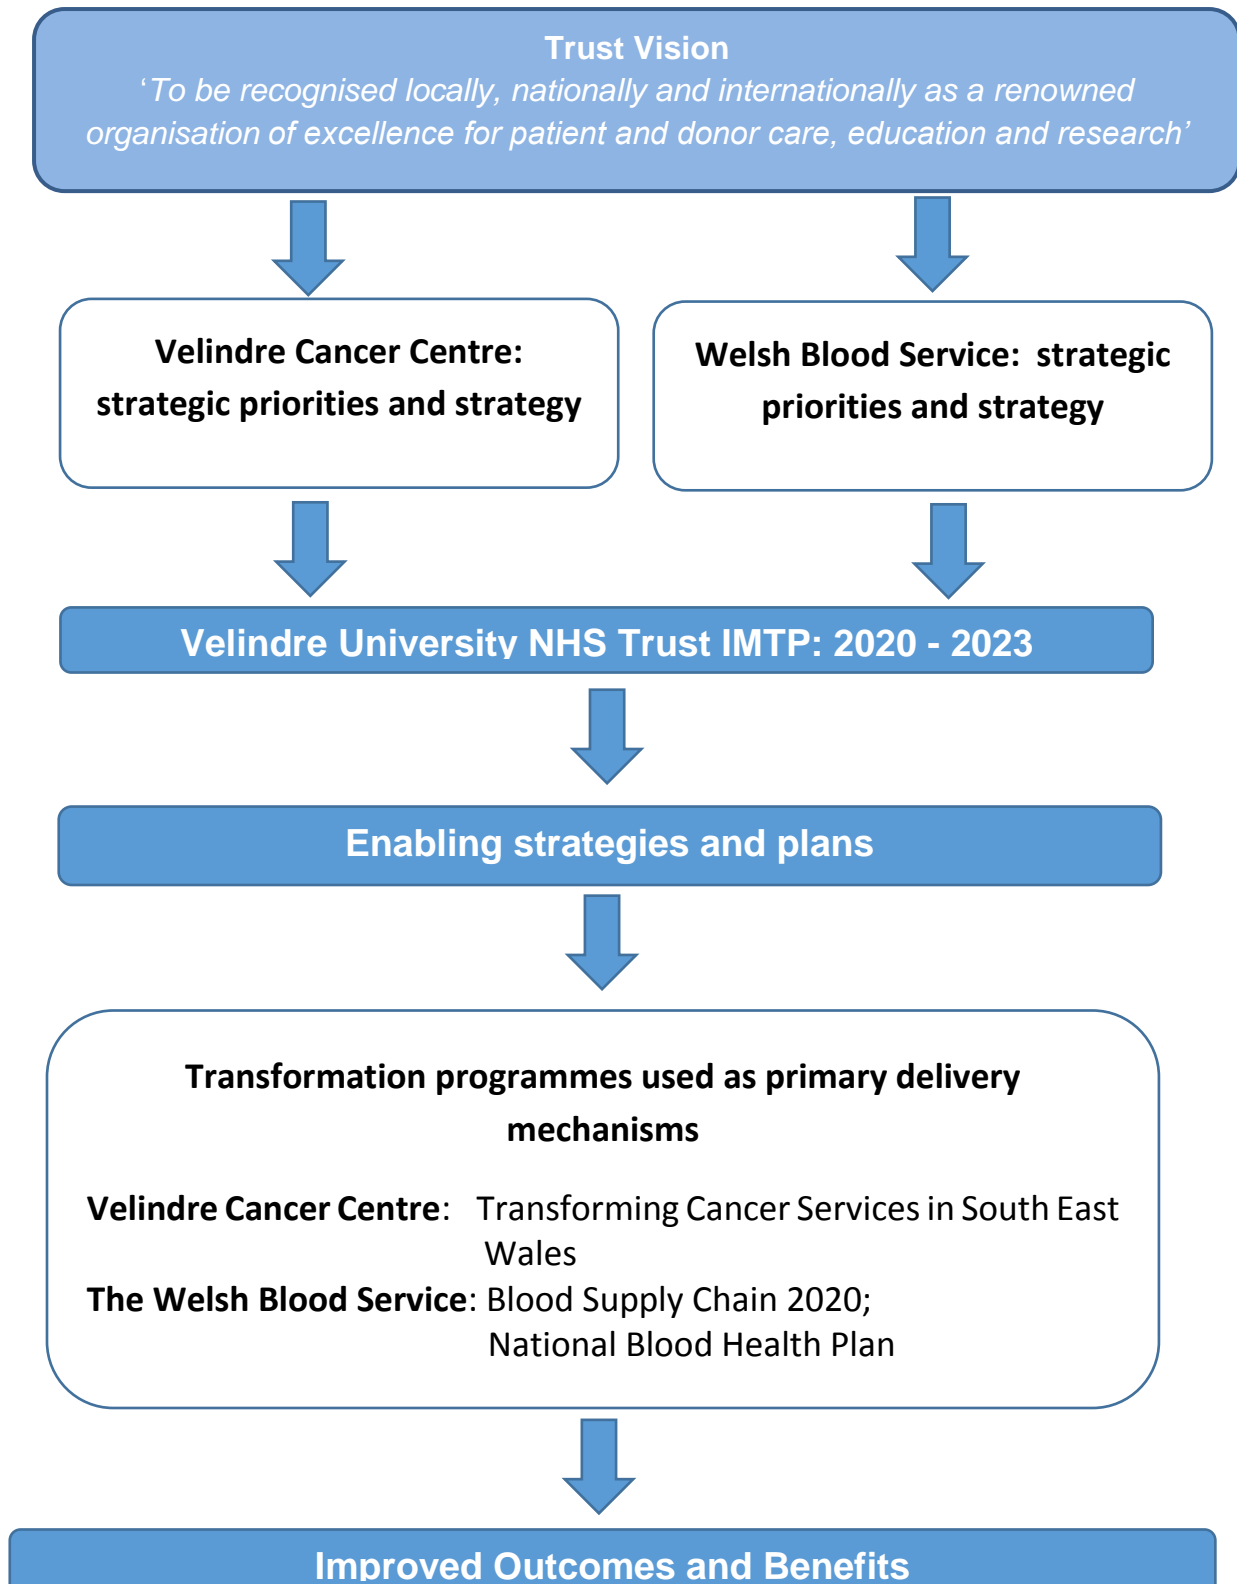 Trust Vision
‘To be recognised locally, nationally and internationally as a renowned
organisation of excellence for patient and donor care, education and research’
Velindre Cancer Centre:
strategic priorities and strategy
Welsh Blood Service:  strategic
priorities and strategy
Velindre University NHS Trust IMTP: 2020 - 2023
Enabling strategies and plans
Transformation programmes used as primary delivery
mechanisms
Velindre Cancer Centre:   Transforming Cancer Services in South East
Wales
The Welsh Blood Service: Blood Supply Chain 2020;
National Blood Health Plan
Improved Outcomes and Benefits